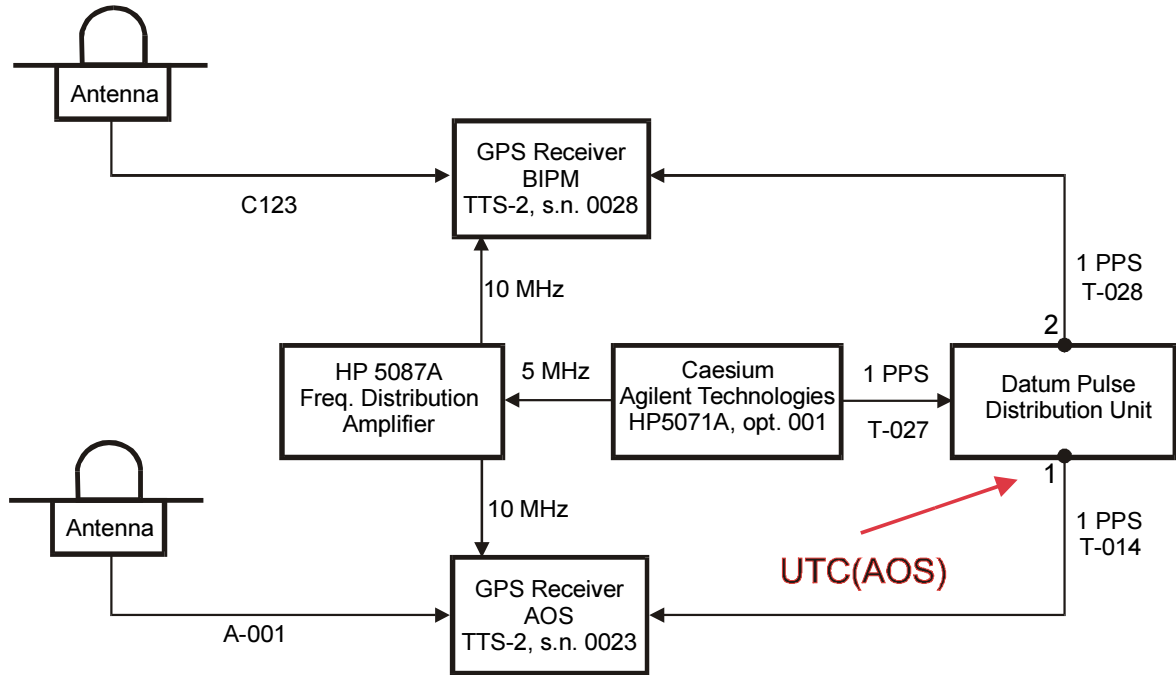 Antenna
C123
GPS Receiver
BIPM
TTS-2, s.n. 0028
1 PPS
T-028
2
10 MHz
HP 5087A
Freq. Distribution
Amplifier
5 MHz
Caesium
Agilent Technologies
HP5071A, opt. 001
1 PPS
T-027
Datum Pulse
Distribution Unit
1
10 MHz
1 PPS
T-014
UTC(AOS)
Antenna
A-001
GPS Receiver
AOS
TTS-2, s.n. 0023